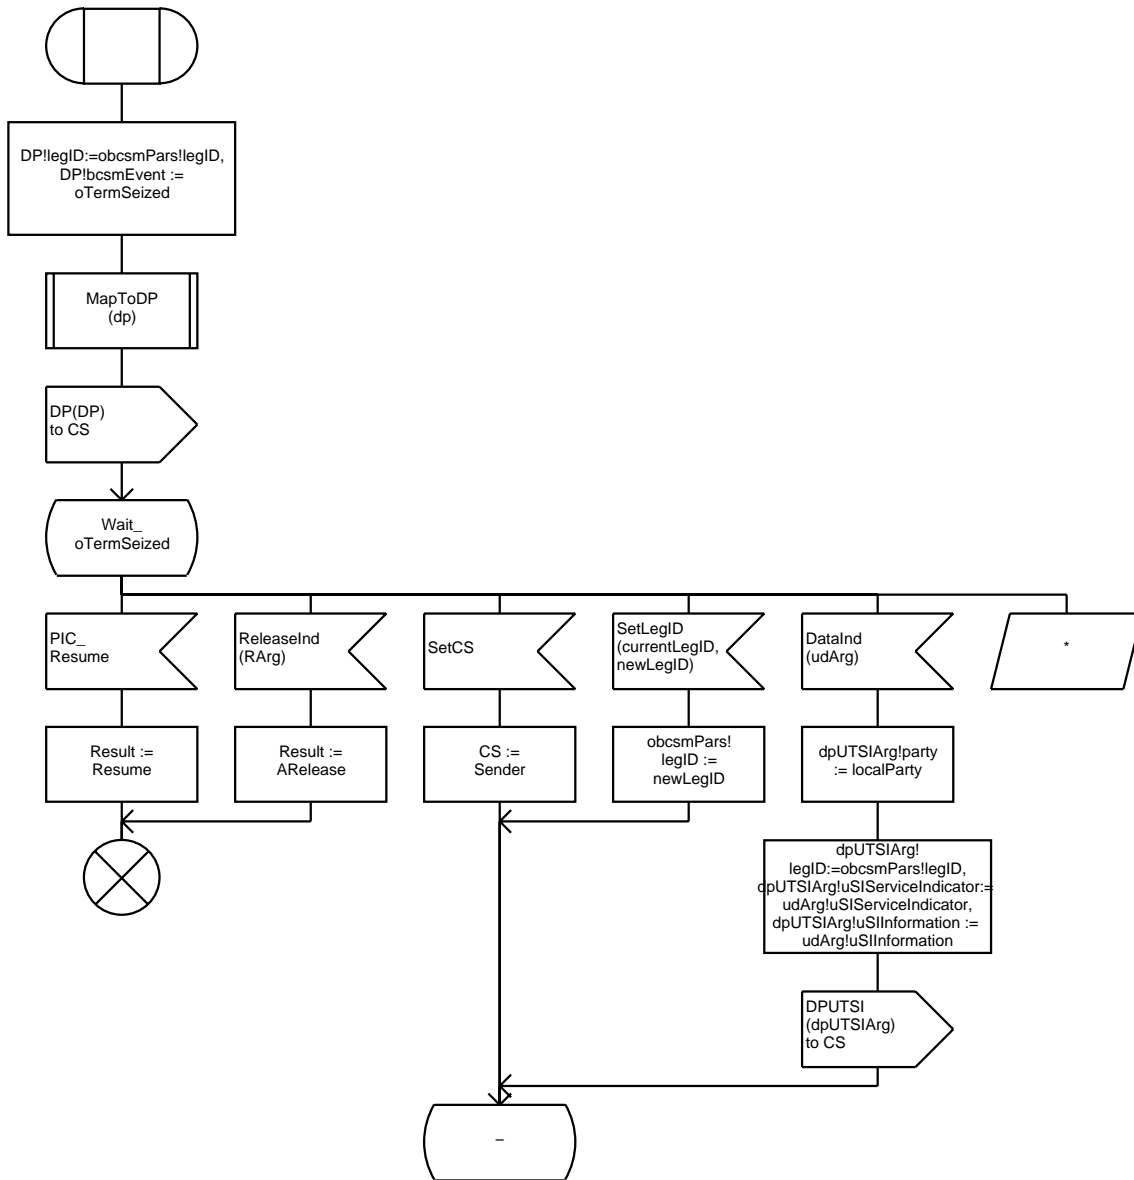 DP!legID:=obcsmPars!legID,
DP!bcsmEvent :=
oTermSeized
MapToDP
(dp)
DP(DP)
to CS
Wait_
oTermSeized
PIC_
Resume
ReleaseInd
(RArg)
SetCS
SetLegID
(currentLegID,
newLegID)
DataInd
(udArg)
*
Result :=
Resume
Result :=
ARelease
CS :=
Sender
obcsmPars!
legID :=
newLegID
dpUTSIArg!party
:= localParty
dpUTSIArg!
legID:=obcsmPars!legID,
dpUTSIArg!uSIServiceIndicator:=
udArg!uSIServiceIndicator,
dpUTSIArg!uSIInformation :=
udArg!uSIInformation
DPUTSI
(dpUTSIArg)
to CS
–